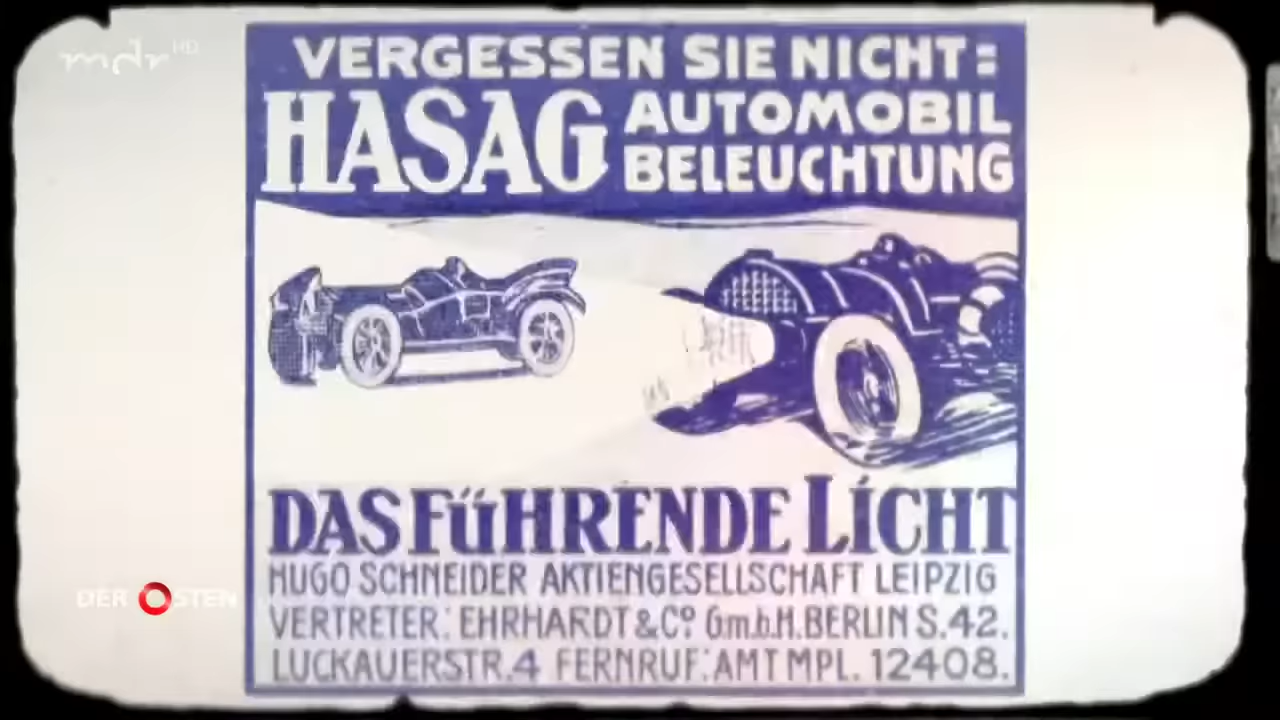 mdr HD
VERGESSEN SIE NICHT:
HASAG AUTOMOBIL
BELEUCHTUNG
DAS FÜHRENDE LICHT
HUGO SCHNEIDER AKTIENGESELLSCHAFT LEIPZIG
VERTRETER: EHRHARDT & Co GmbH. BERLIN S.42.
LUCKAUERSTR.4 FERNRUF: AMT MPL. 12408.
DER OSTEN